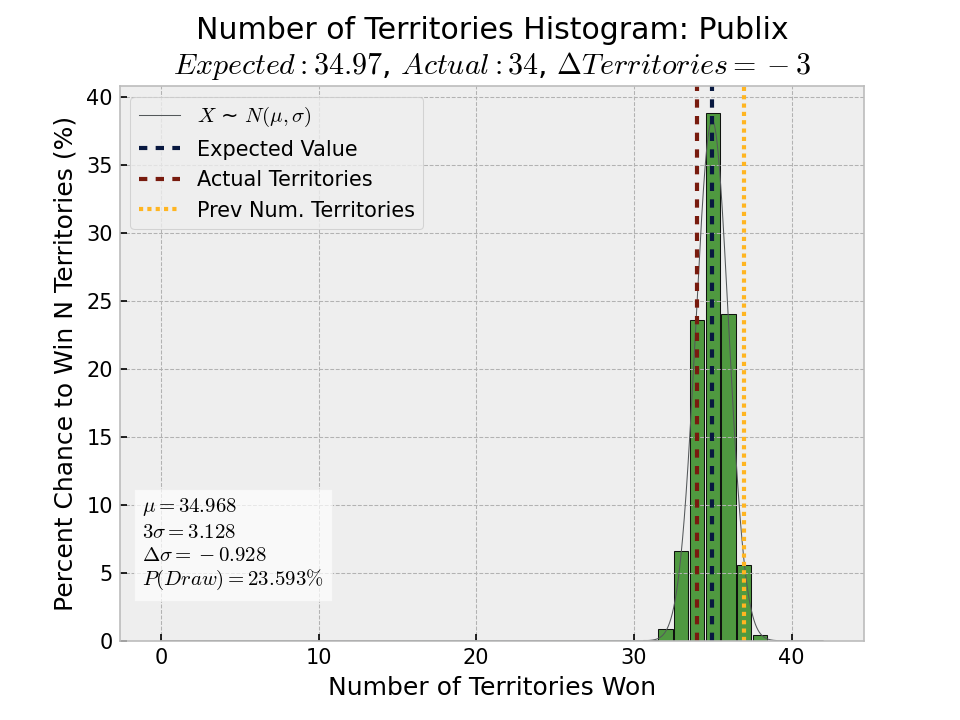 Number of Territories Histogram: Publix
Expected : 34.97, Actual : 34, ΔTerritories = −3
Percent Chance to Win N Territories (%)
40
35
30
25
20
15
10
5
0
X ~ N(μ, σ)
Expected Value
Actual Territories
Prev Num. Territories
μ = 34.968
3σ = 3.128
Δσ = −0.928
P(Draw) = 23.593%
0 10 20 30 40
Number of Territories Won